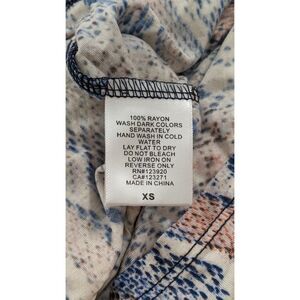 100% RAYON
WASH DARK COLORS
SEPARATELY
HAND WASH IN COLD
WATER
LAY FLAT TO DRY
DO NOT BLEACH
LOW IRON ON
REVERSE ONLY
RN#123920
CA#123271
MADE IN CHINA
XS